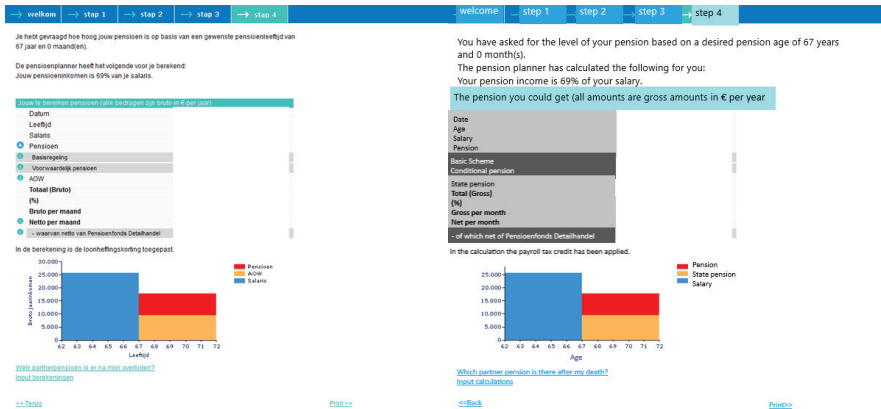 welkom stap 1 stap 2 stap 3 stap 4
Je hebt gevraagd hoe hoog jouw pensioen is op basis van een gewenste pensioenleeftijd van
67 jaar en 0 maand(en).
De pensioenplanner heeft het volgende voor je berekend:
Jouw pensioeninkomen is 69% van je salaris.
Jouw te bereiken pensioen (alle bedragen zijn bruto in € per jaar)
Datum
Leeftijd
Salaris
Pensioen
Basisregeling
Voorwaardelijk pensioen
AOW
Totaal (Bruto)
(%)
Bruto per maand
Netto per maand
- waarvan netto van Pensioenfonds Detailhandel
In de berekening is de loonheffingskorting toegepast.
Bruto jaarinkomen
30.000
25.000
20.000
15.000
10.000
5.000
0
62 63 64 65 66 67 68 69 70 71 72
Leeftijd
Pensioen
AOW
Salaris
Welk partnerpensioen is er na mijn overlijden?
Input berekeningen
<< Terug
Print >>
welcome step 1 step 2 step 3 step 4
You have asked for the level of your pension based on a desired pension age of 67 years
and 0 month(s).
The pension planner has calculated the following for you:
Your pension income is 69% of your salary.
The pension you could get (all amounts are gross amounts in € per year
Date
Age
Salary
Pension
Basic Scheme
Conditional pension
State pension
Total (Gross)
(%)
Gross per month
Net per month
- of which net of Pensioenfonds Detailhandel
In the calculation the payroll tax credit has been applied.
25.000
20.000
15.000
10.000
5.000
0
62 63 64 65 66 67 68 69 70 71 72
Age
Pension
State pension
Salary
Which partner pension is there after my death?
Input calculations
<<Back
Print>>